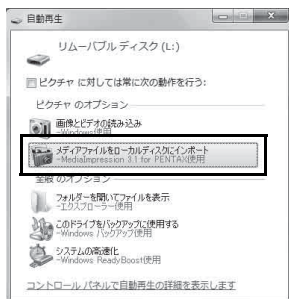 自動再生
リムーバブル ディスク (L:)
ピクチャ に対しては常に次の動作を行う:
ピクチャ のオプション
画像とビデオの読み込み
-Windows使用
メディアファイルをローカルディスクにインポート
-MediaImpression 3.1 for PENTAX使用
全般 のオプション
フォルダーを開いてファイルを表示
-エクスプローラー使用
このドライブをバックアップに使用する
-Windows バックアップ使用
システムの高速化
-Windows ReadyBoost使用
コントロール パネルで自動再生の詳細を表示します